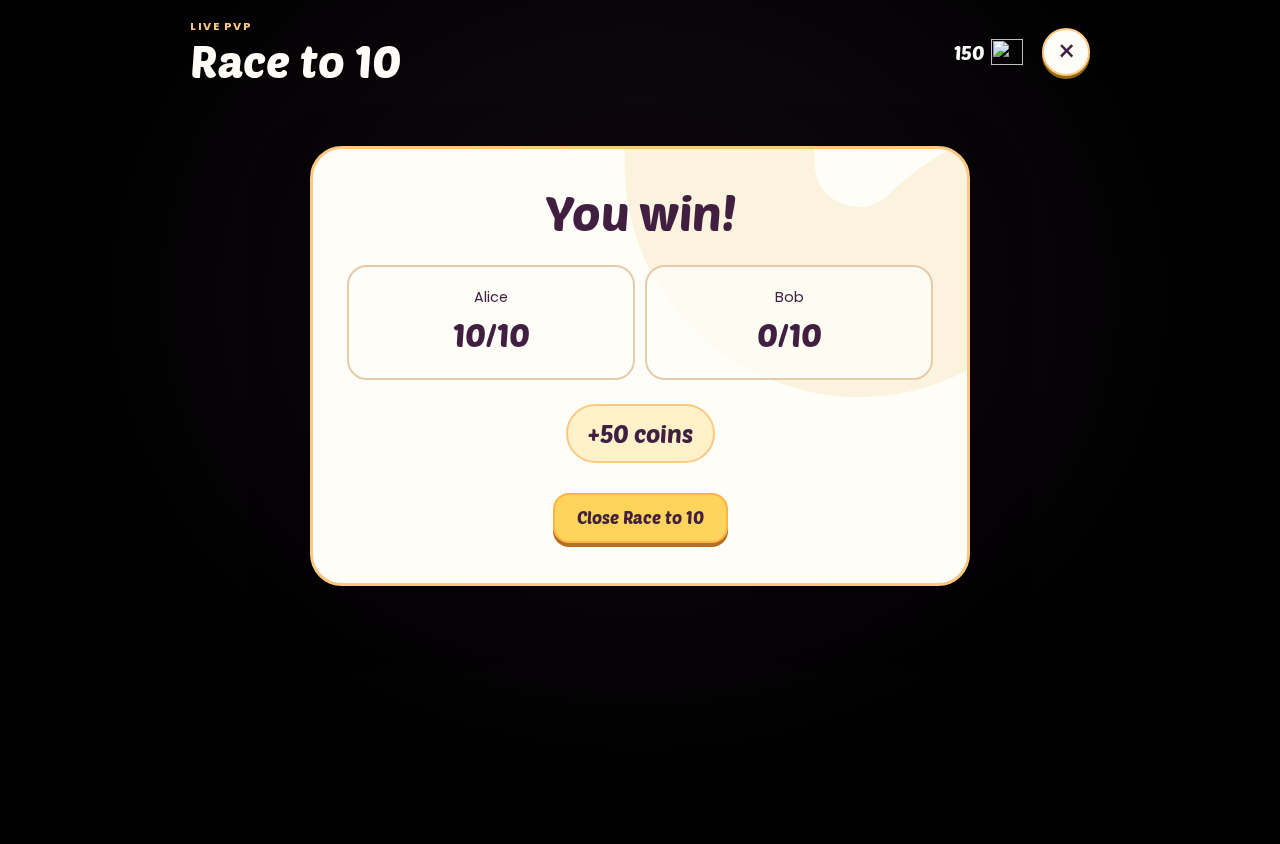 LIVE PVP
Race to 10
150
×
You win!
Alice
10/10
Bob
0/10
+50 coins
Close Race to 10